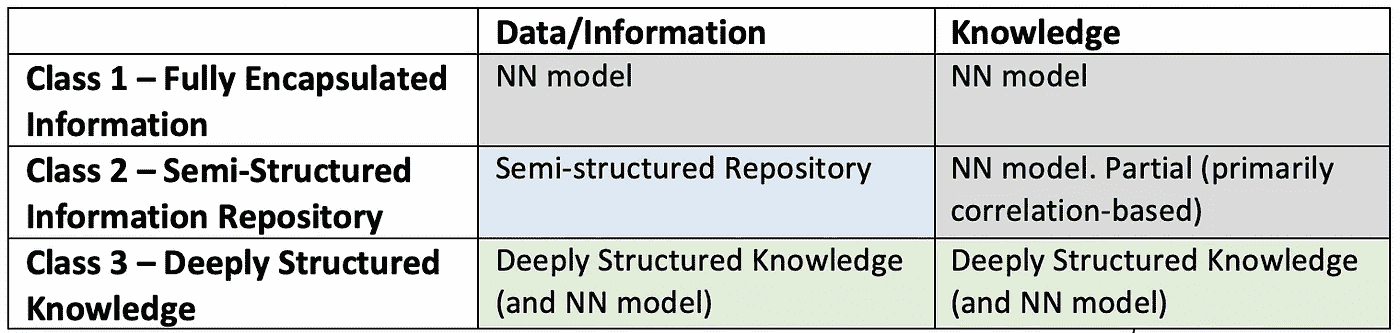 Data/Information Knowledge
Class 1 – Fully Encapsulated NN model NN model
Information
Class 2 – Semi-Structured Semi-structured Repository NN model. Partial (primarily
Information Repository correlation-based)
Class 3 – Deeply Structured Deeply Structured Knowledge Deeply Structured Knowledge
Knowledge (and NN model) (and NN model)